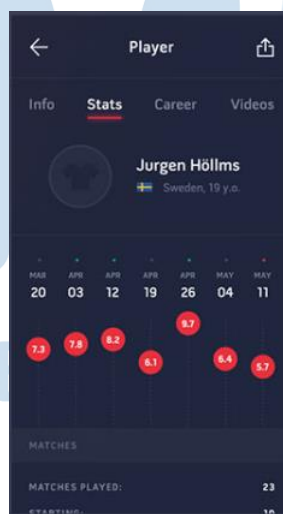 Player
Info Stats Career Videos
Jurgen Höllms
Sweden, 19 y.o.
MAR APR APR APR APR MAY MAY
20 03 12 19 26 04 11
7.3 7.8 8.2 6.1 9.7 6.4 5.7
MATCHES
MATCHES PLAYED: 23
STARTING: